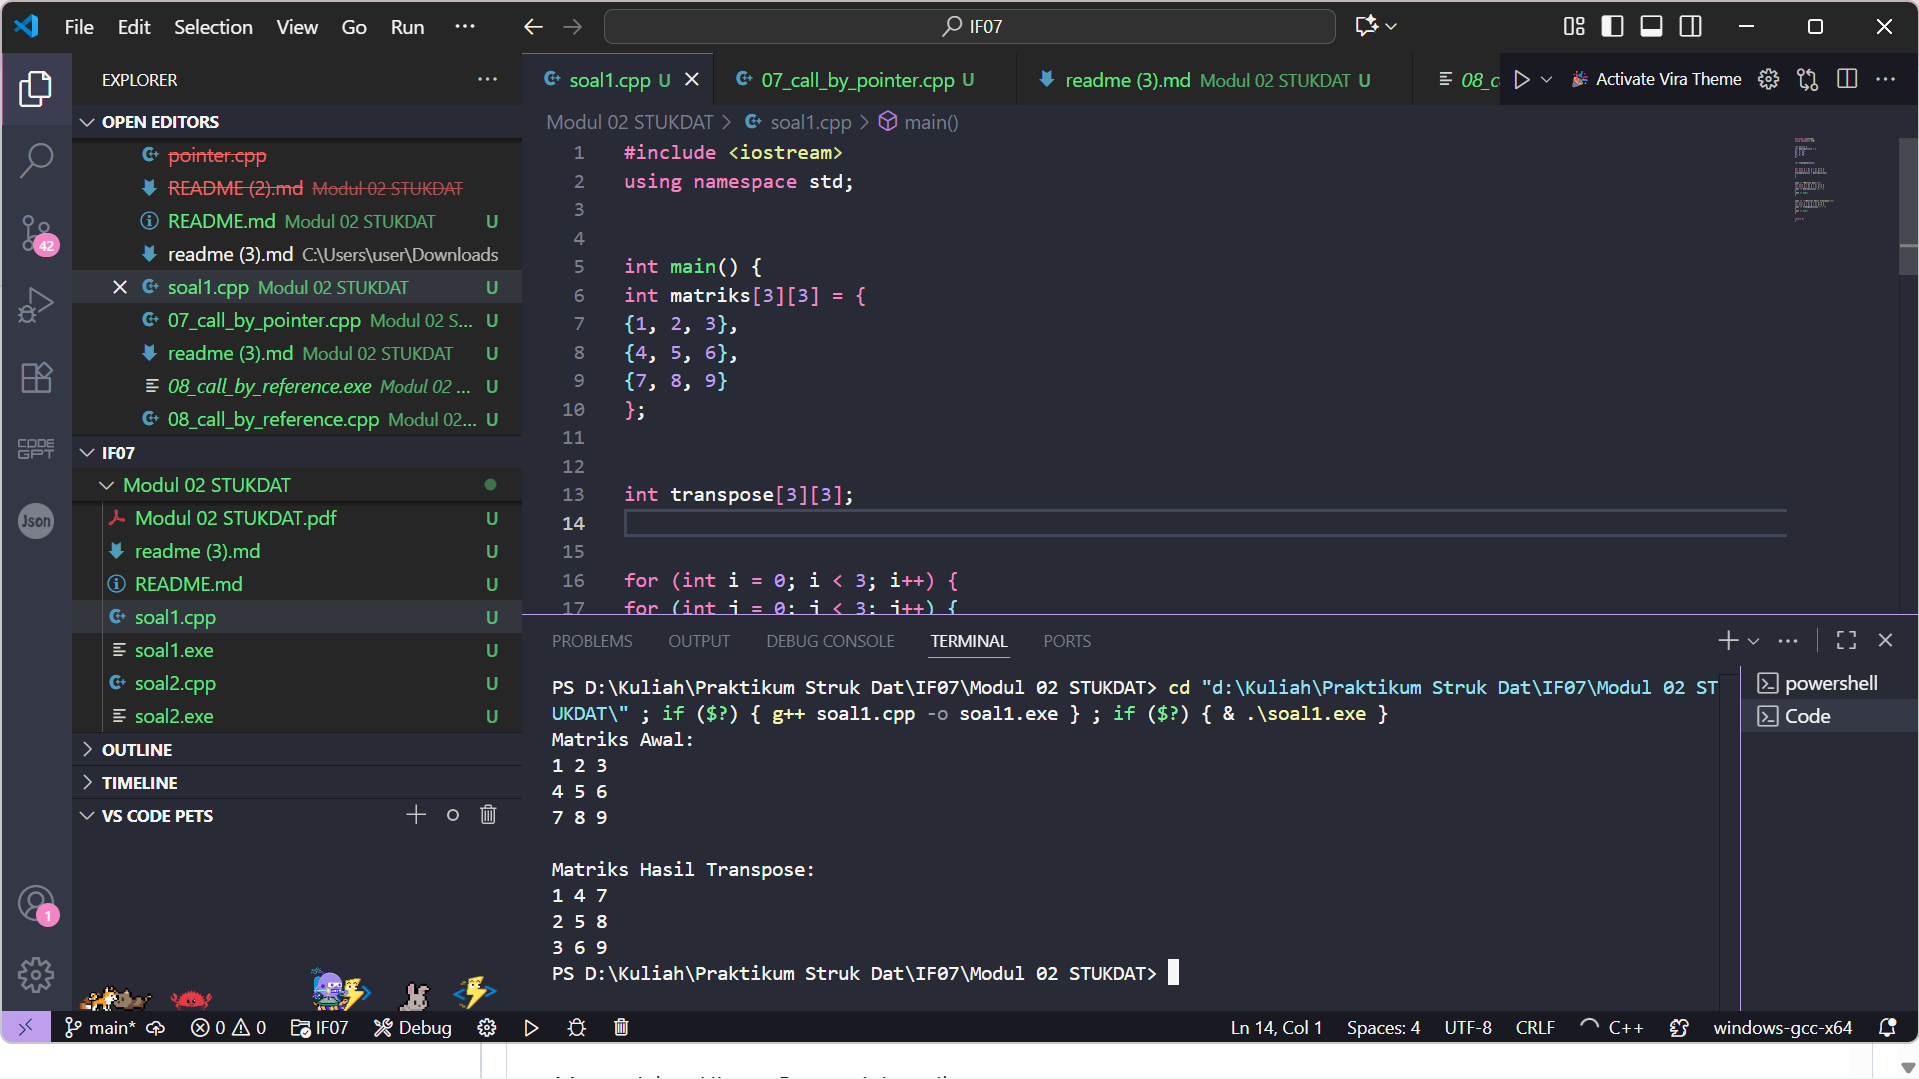 File Edit Selection View Go Run ···
IF07
EXPLORER
OPEN EDITORS
pointer.cpp
README (2).md Modul 02 STUKDAT
README.md Modul 02 STUKDAT U
readme (3).md C:\Users\user\Downloads
soal1.cpp Modul 02 STUKDAT U
07_call_by_pointer.cpp Modul 02 S... U
readme (3).md Modul 02 STUKDAT U
08_call_by_reference.exe Modul 02 ... U
08_call_by_reference.cpp Modul 02... U
IF07
Modul 02 STUKDAT
Modul 02 STUKDAT.pdf U
readme (3).md U
README.md U
soal1.cpp U
soal1.exe U
soal2.cpp U
soal2.exe U
OUTLINE
TIMELINE
VS CODE PETS
42
CODE
GPT
Json
1
soal1.cpp U
07_call_by_pointer.cpp U
readme (3).md Modul 02 STUKDAT U
08_c
Activate Vira Theme
Modul 02 STUKDAT > soal1.cpp > main()
1 #include <iostream>
2 using namespace std;
3
4
5 int main() {
6 int matriks[3][3] = {
7 {1, 2, 3},
8 {4, 5, 6},
9 {7, 8, 9}
10 };
11
12
13 int transpose[3][3];
14
15
16 for (int i = 0; i < 3; i++) {
17 for (int j = 0; j < 3; j++) {
PROBLEMS OUTPUT DEBUG CONSOLE TERMINAL PORTS
PS D:\Kuliah\Praktikum Struk Dat\IF07\Modul 02 STUKDAT> cd "d:\Kuliah\Praktikum Struk Dat\IF07\Modul 02 ST
UKDAT\" ; if ($?) { g++ soal1.cpp -o soal1.exe } ; if ($?) { & .\soal1.exe }
Matriks Awal:
1 2 3
4 5 6
7 8 9
Matriks Hasil Transpose:
1 4 7
2 5 8
3 6 9
PS D:\Kuliah\Praktikum Struk Dat\IF07\Modul 02 STUKDAT>
powershell
Code
main* 0 0 IF07 Debug
Ln 14, Col 1 Spaces: 4 UTF-8 CRLF C++ windows-gcc-x64